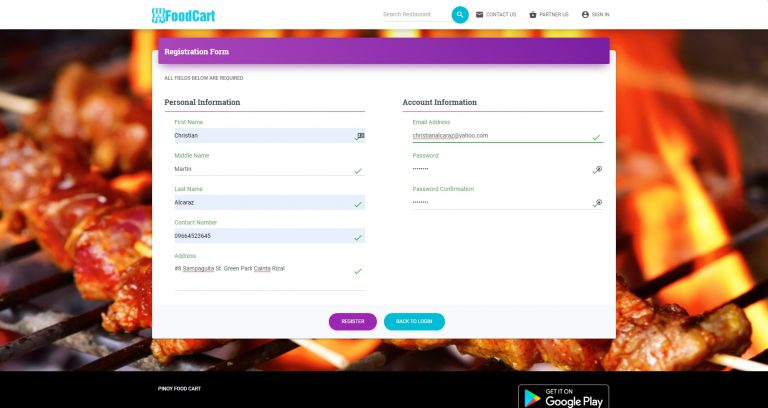 FoodCart
Search Restaurant
CONTACT US
PARTNER US
SIGN IN
Registration Form
ALL FIELDS BELOW ARE REQUIRED
Personal Information
First Name
Christian
Middle Name
Martin
Last Name
Alcaraz
Contact Number
09664523645
Address
#8 Sampaguita St. Green Park Cainta Rizal
Account Information
Email Address
christianalcaraz@yahoo.com
Password
••••••••
Password Confirmation
••••••••
REGISTER
BACK TO LOGIN
PINOY FOOD CART
GET IT ON
Google Play